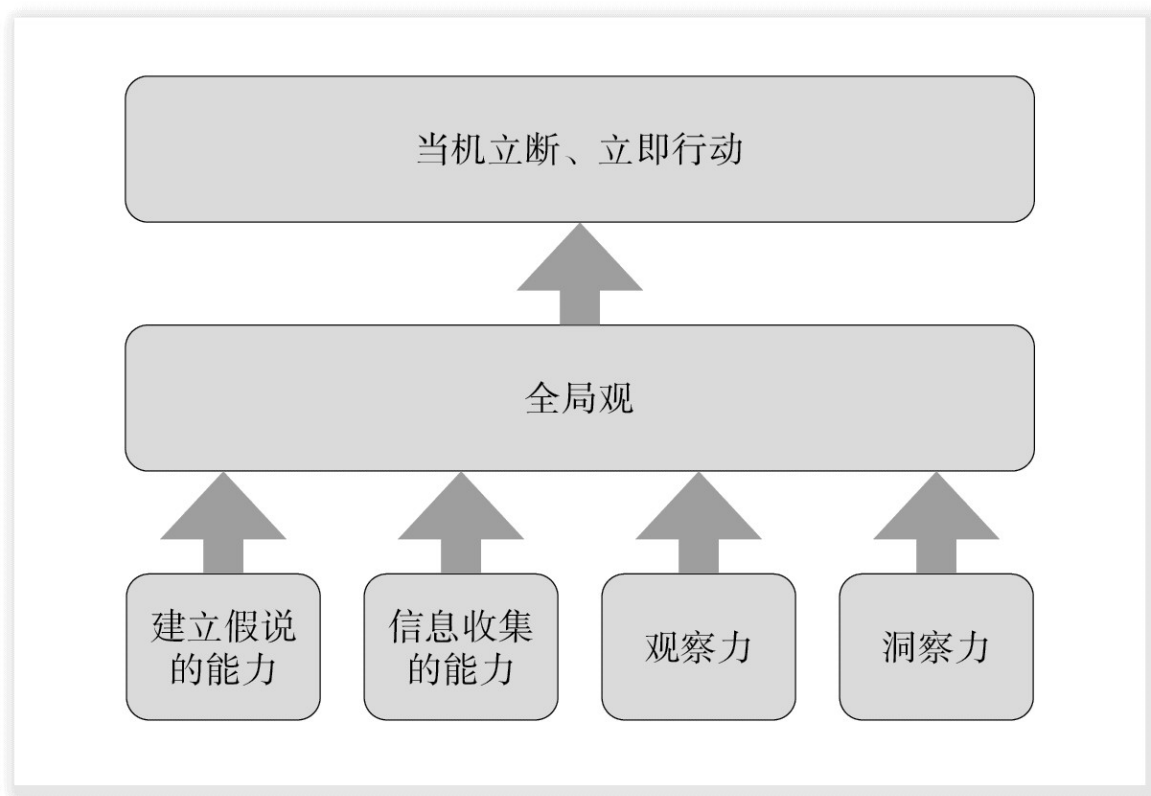 当机立断、立即行动
全局观
建立假说
的能力
信息收集
的能力
观察力
洞察力